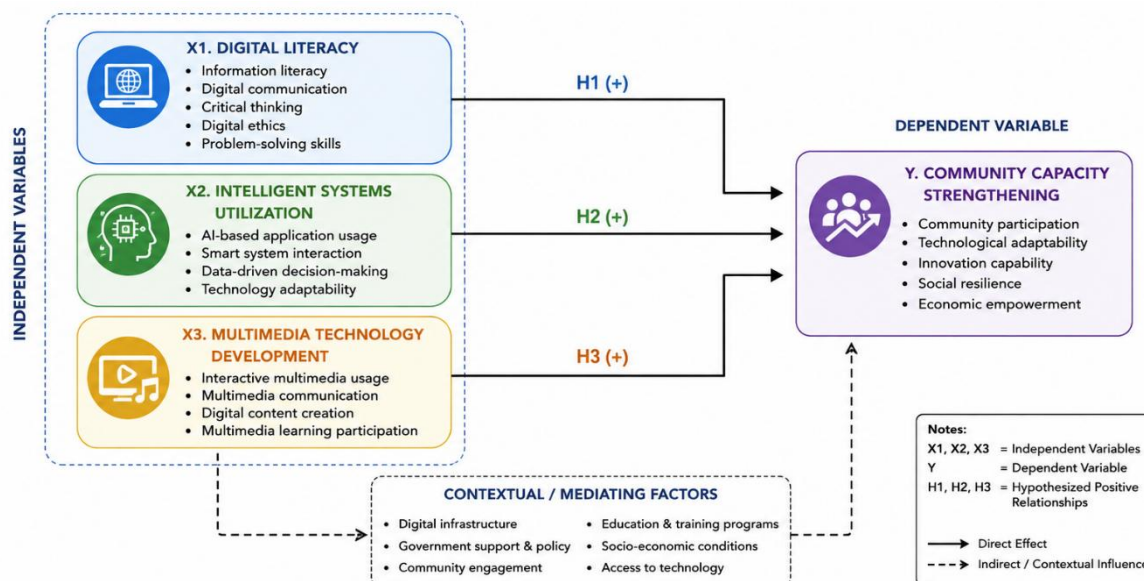 INDEPENDENT VARIABLES
X1. DIGITAL LITERACY
• Information literacy
• Digital communication
• Critical thinking
• Digital ethics
• Problem-solving skills
X2. INTELLIGENT SYSTEMS
UTILIZATION
• AI-based application usage
• Smart system interaction
• Data-driven decision-making
• Technology adaptability
X3. MULTIMEDIA TECHNOLOGY
DEVELOPMENT
• Interactive multimedia usage
• Multimedia communication
• Digital content creation
• Multimedia learning participation
H1 (+)
H2 (+)
H3 (+)
DEPENDENT VARIABLE
Y. COMMUNITY CAPACITY
STRENGTHENING
• Community participation
• Technological adaptability
• Innovation capability
• Social resilience
• Economic empowerment
CONTEXTUAL / MEDIATING FACTORS
• Digital infrastructure
• Government support & policy
• Community engagement
• Education & training programs
• Socio-economic conditions
• Access to technology
Notes:
X1, X2, X3 = Independent Variables
Y = Dependent Variable
H1, H2, H3 = Hypothesized Positive
Relationships
Direct Effect
Indirect / Contextual Influence